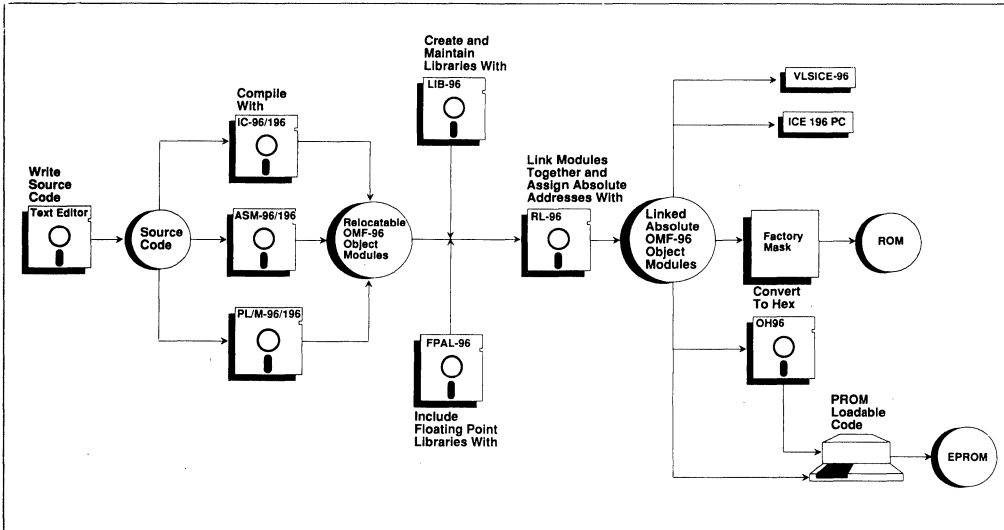 Write
Source
Code
Text Editor
Source
Code
Compile
With
IC-96/196
ASM-96/196
PL/M-96/196
Relocatable
OMF-96
Object
Modules
Create and
Maintain
Libraries With
LIB-96
FPAL-96
Include
Floating Point
Libraries With
Link Modules
Together and
Assign Absolute
Addresses With
RL-96
Linked
Absolute
OMF-96
Object
Modules
VLSICE-96
ICE 196 PC
Factory
Mask
ROM
Convert
To Hex
OH96
PROM
Loadable
Code
EPROM